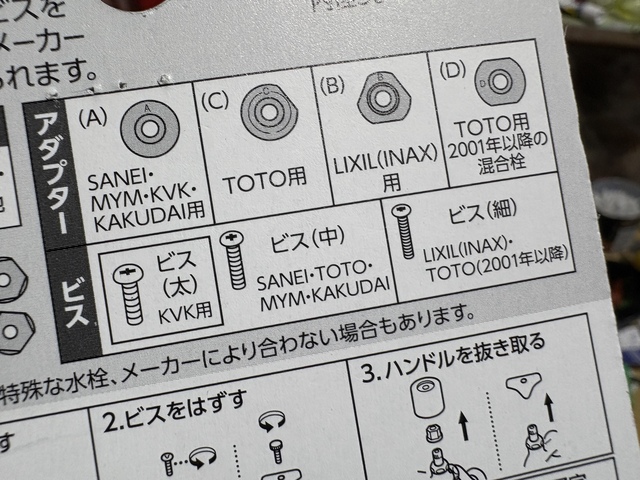 ビスを
メーカー
られます。
アダプター
(A)
A
SANEI・
MYM・KVK・
KAKUDAI用
(C)
C
TOTO用
(B)
B
LIXIL(INAX)
用
(D)
D
TOTO用
2001年以降の
混合栓
ビス
ビス
(太)
KVK用
ビス(中)
SANEI・TOTO・
MYM・KAKUDAI
ビス(細)
LIXIL(INAX)・
TOTO(2001年以降)
特殊な水栓、メーカーにより合わない場合もあります。
す
2.ビスをはずす
3.ハンドルを抜き取る